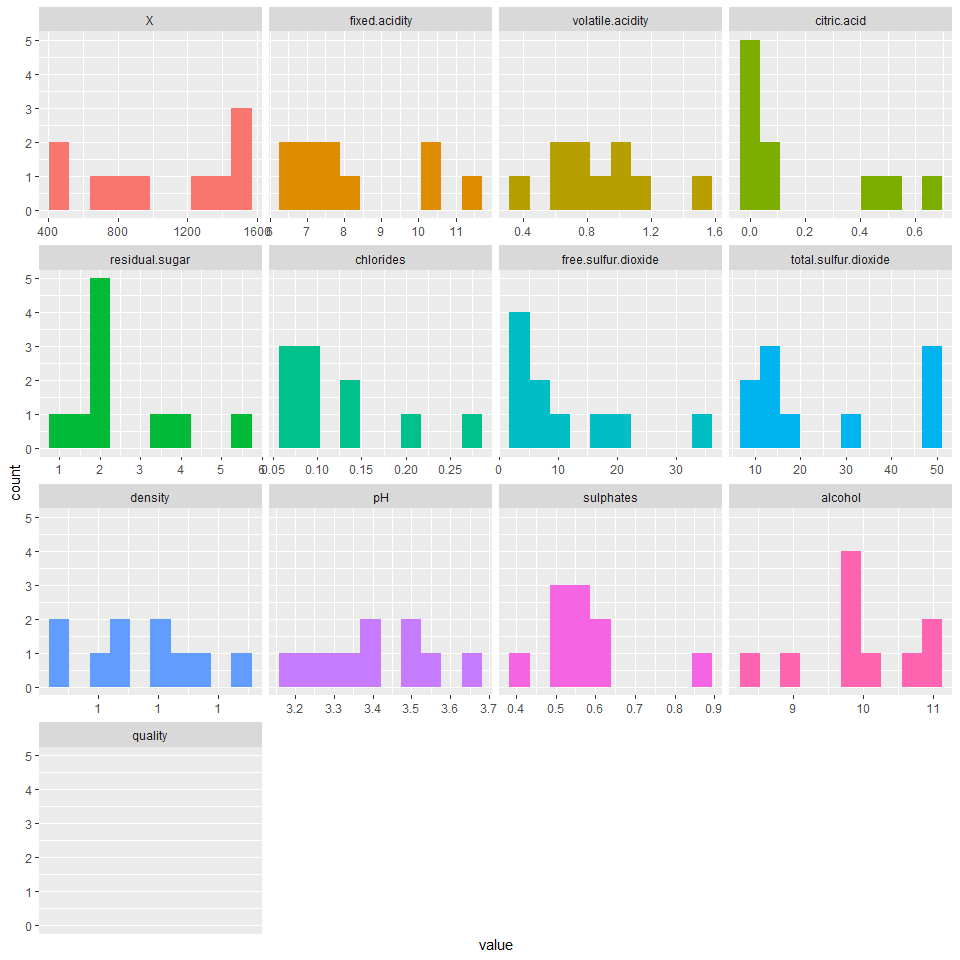 X fixed.acidity volatile.acidity citric.acid
5
4
3
2
1
0
400 800 1200 1600 6 7 8 9 10 11 0.4 0.8 1.2 1.6 0.0 0.2 0.4 0.6
residual.sugar chlorides free.sulfur.dioxide total.sulfur.dioxide
5
4
3
2
1
0
1 2 3 4 5 6 0.05 0.10 0.15 0.20 0.25 0 10 20 30 10 20 30 40 50
count
density pH sulphates alcohol
5
4
3
2
1
0
1 1 1 3.2 3.3 3.4 3.5 3.6 3.7 0.4 0.5 0.6 0.7 0.8 0.9 9 10 11
quality
5
4
3
2
1
0
value